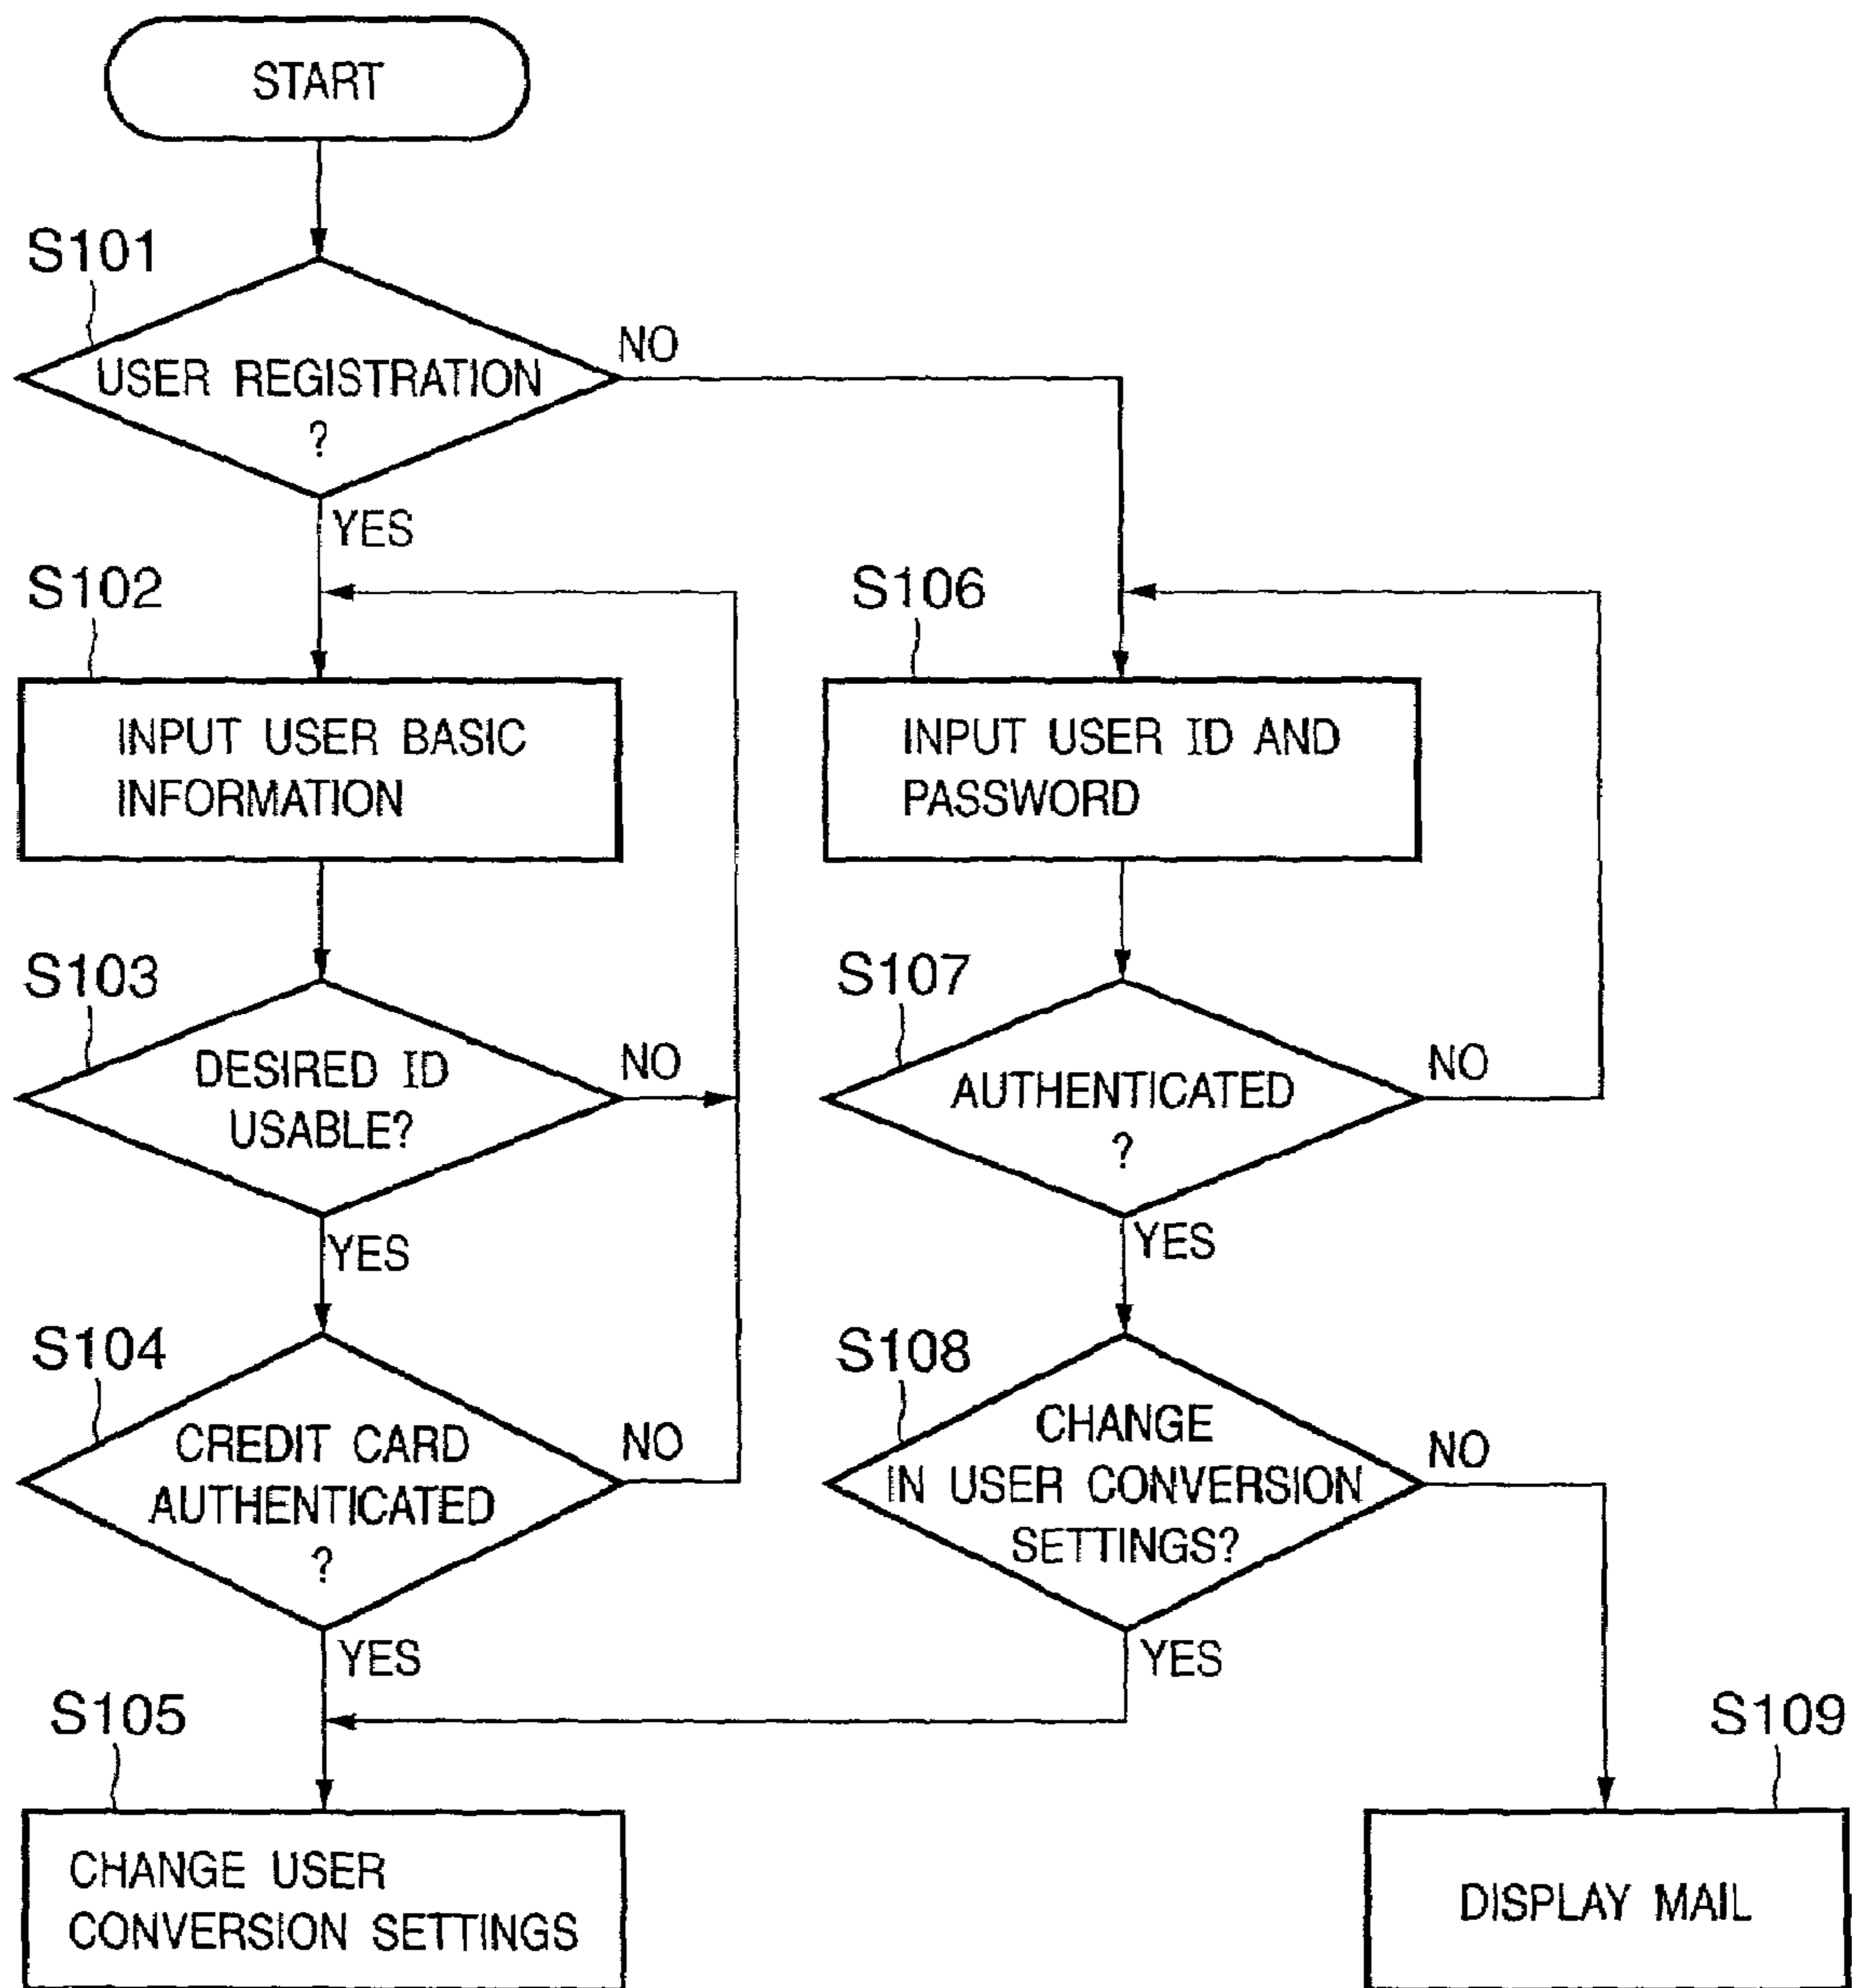 START
S101
USER REGISTRATION
?
NO
YES
S102
INPUT USER BASIC
INFORMATION
S103
DESIRED ID
USABLE?
NO
YES
S104
CREDIT CARD
AUTHENTICATED
?
NO
YES
S105
CHANGE USER
CONVERSION SETTINGS
S106
INPUT USER ID AND
PASSWORD
S107
AUTHENTICATED
?
NO
YES
S108
CHANGE
IN USER CONVERSION
SETTINGS?
NO
YES
S109
DISPLAY MAIL